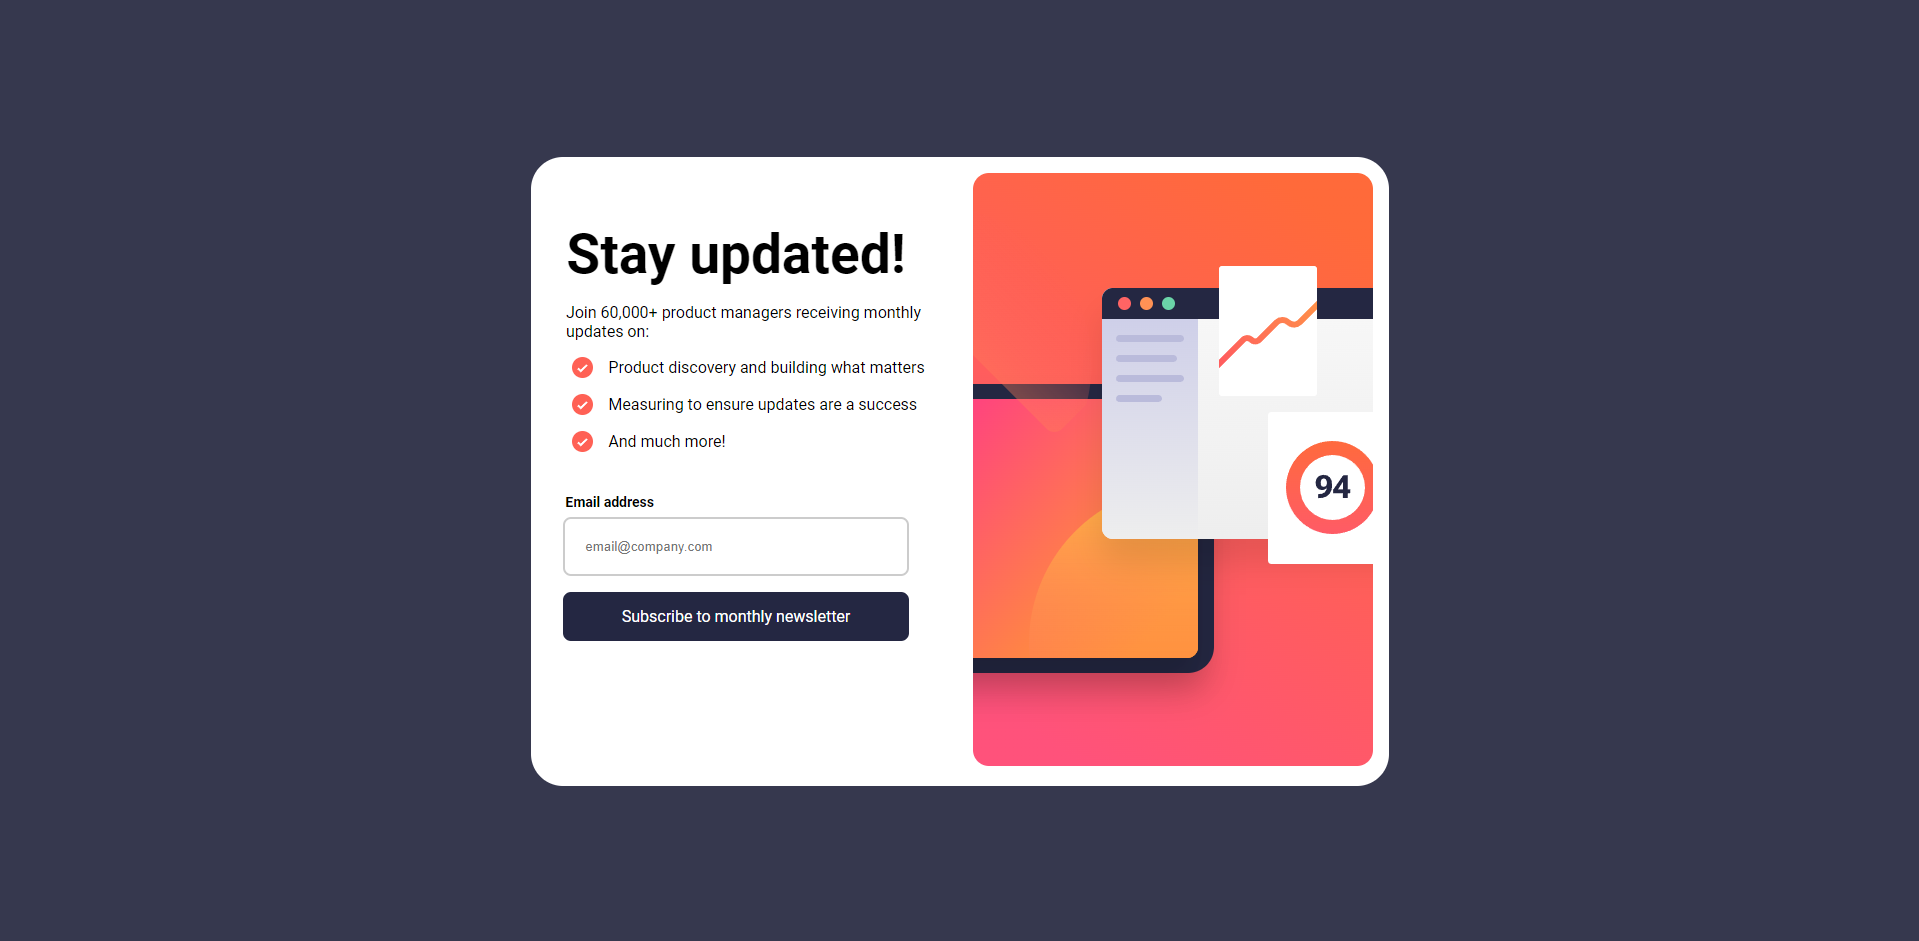 Stay updated!
Join 60,000+ product managers receiving monthly
updates on:
Product discovery and building what matters
Measuring to ensure updates are a success
And much more!
Email address
email@company.com
Subscribe to monthly newsletter
94